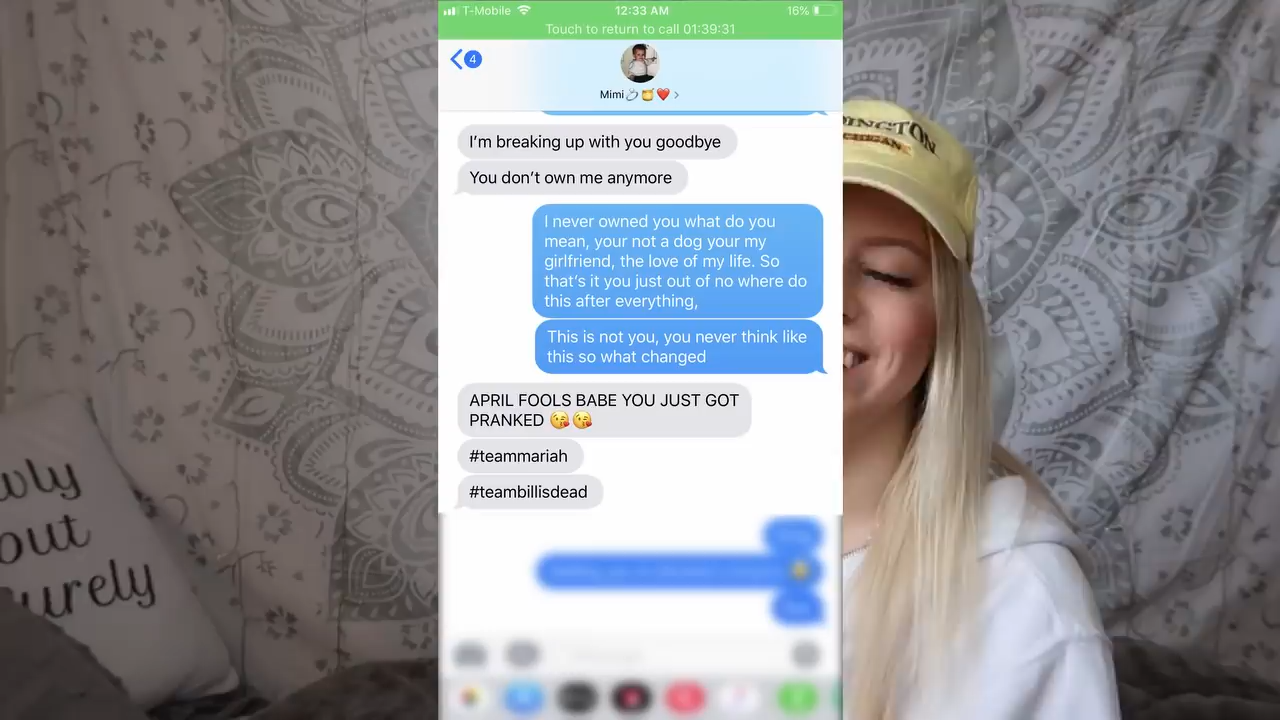 T-Mobile 12:33 AM 16%
Touch to return to call 01:39:31
4
Mimi💍🍯❤️ >
I’m breaking up with you goodbye
You don’t own me anymore
I never owned you what do you
mean, your not a dog your my
girlfriend, the love of my life. So
that’s it you just out of no where do
this after everything,
This is not you, you never think like
this so what changed
APRIL FOOLS BABE YOU JUST GOT
PRANKED 😘😘
#teammariah
#teambillisdead
out